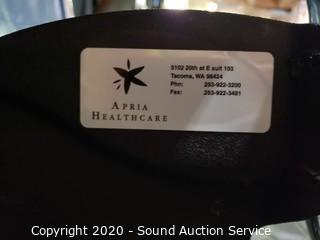 5102 20th st E suit 103
Tacoma, WA 98424
Phn: 253-922-3200
Fax: 253-922-3481
APRIA
HEALTHCARE
Copyright 2020 - Sound Auction Service